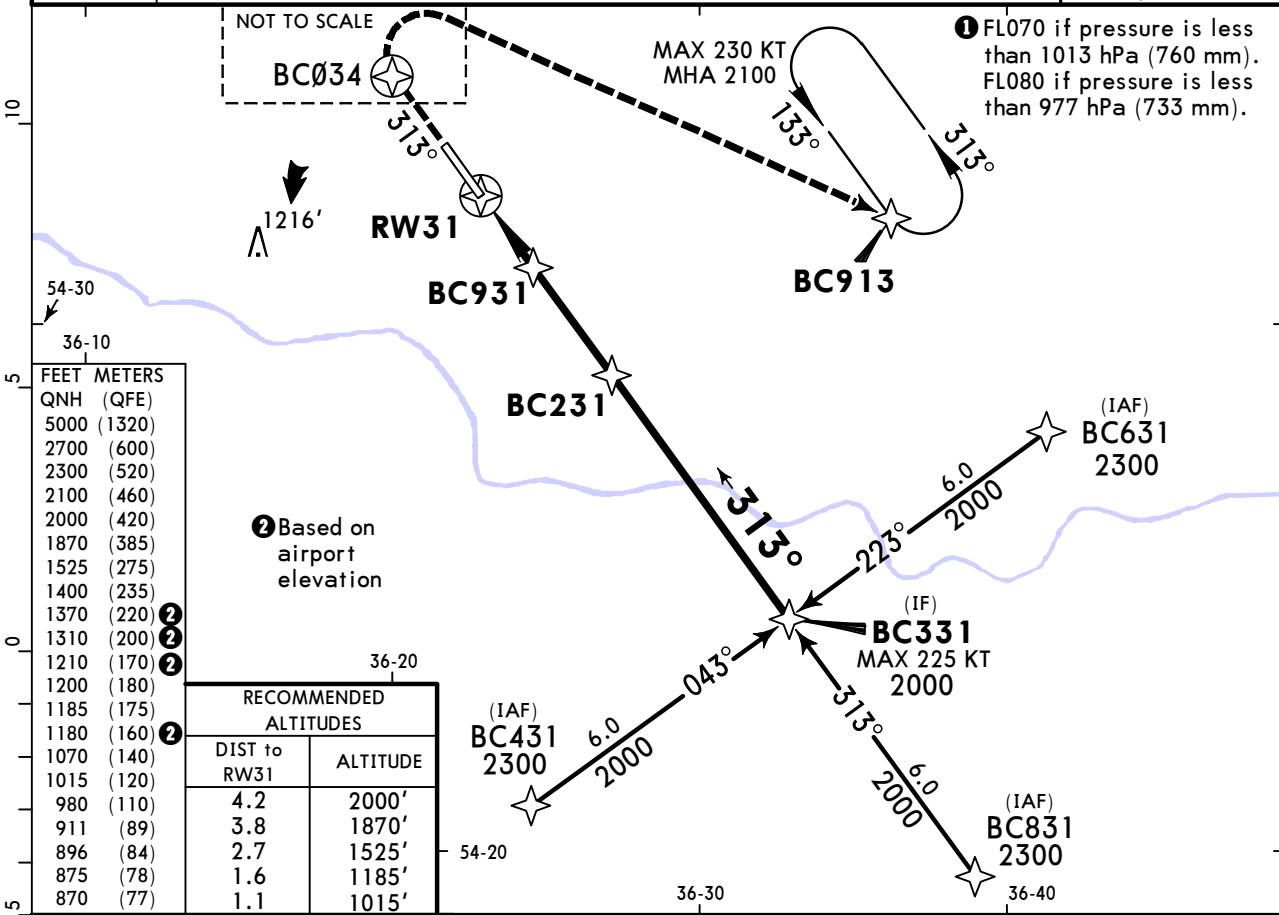 NOT TO SCALE
BCØ34
313°
MAX 230 KT
MHA 2100
133°
313°
❶ FL070 if pressure is less
than 1013 hPa (760 mm).
FL080 if pressure is less
than 977 hPa (733 mm).
10
1216'
RW31
BC931
BC913
54-30
36-10
5
BC231
(IAF)
BC631
2300
6.0
2000
223°
313°
FEET METERS
QNH (QFE)
5000 (1320)
2700 (600)
2300 (520)
2100 (460)
2000 (420)
1870 (385)
1525 (275)
1400 (235)
1370 (220) ❷
1310 (200) ❷
1210 (170) ❷
1200 (180)
1185 (175)
1180 (160) ❷
1070 (140)
1015 (120)
980 (110)
911 (89)
896 (84)
875 (78)
870 (77)
❷ Based on
airport
elevation
(IF)
BC331
MAX 225 KT
2000
0
36-20
RECOMMENDED
ALTITUDES
DIST to
RW31
ALTITUDE
4.2 2000'
3.8 1870'
2.7 1525'
1.6 1185'
1.1 1015'
043°
(IAF)
BC431
2300
6.0
2000
313°
6.0
2000
(IAF)
BC831
2300
54-20
36-30
36-40
5